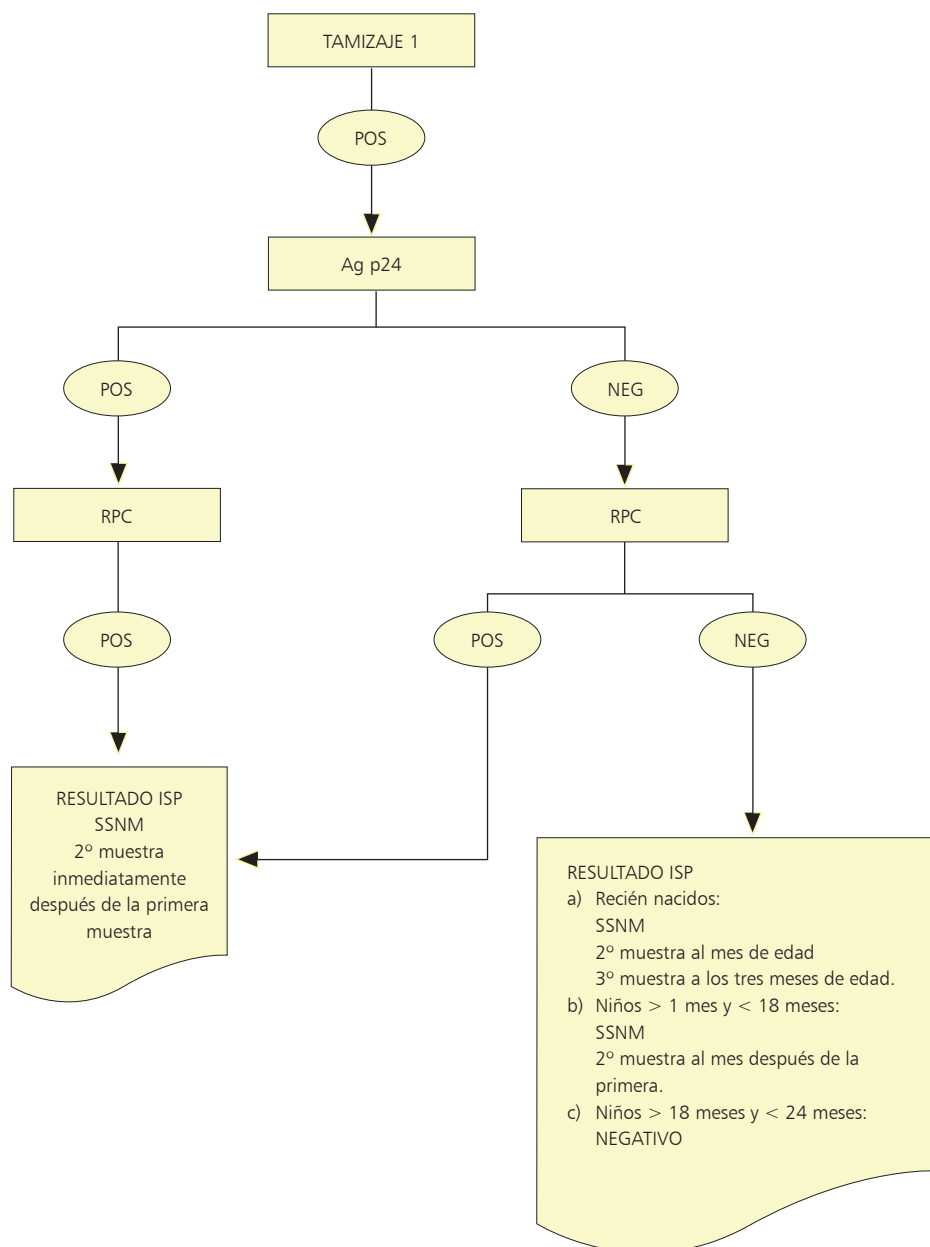 TAMIZAJE 1
POS
Ag p24
POS
NEG
RPC
RPC
POS
POS
NEG
RESULTADO ISP
SSNM
2º muestra
inmediatamente
después de la primera
muestra
RESULTADO ISP
a) Recién nacidos:
SSNM
2º muestra al mes de edad
3º muestra a los tres meses de edad.
b) Niños > 1 mes y < 18 meses:
SSNM
2º muestra al mes después de la
primera.
c) Niños > 18 meses y < 24 meses:
NEGATIVO